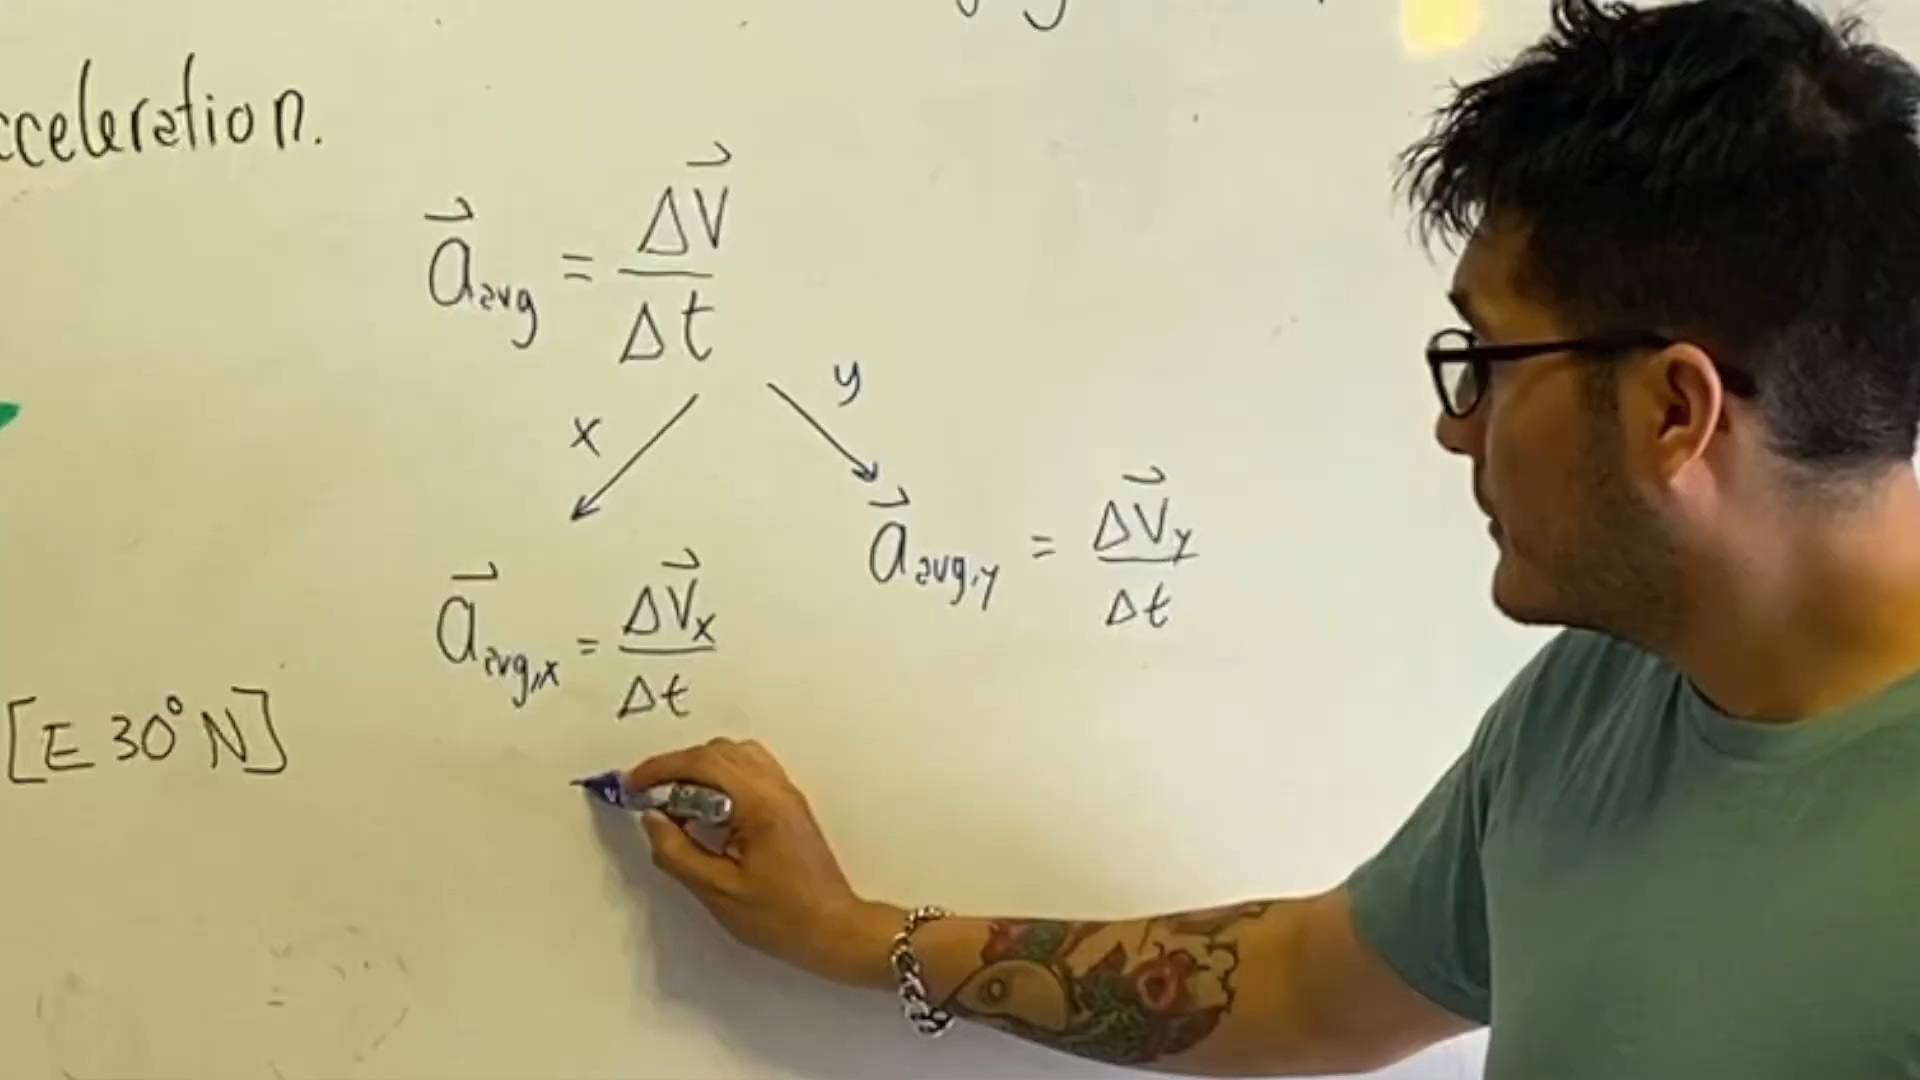 cceleration.
a⃗avg = Δv⃗ / Δt
x
y
a⃗avg,x = Δv⃗x / Δt
a⃗avg,y = Δv⃗y / Δt
[E 30° N]